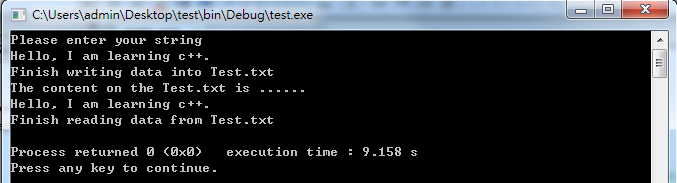 C:\Users\admin\Desktop\test\bin\Debug\test.exe
Please enter your string
Hello, I am learning c++.
Finish writing data into Test.txt
The content on the Test.txt is ......
Hello, I am learning c++.
Finish reading data from Test.txt
Process returned 0 (0x0)   execution time : 9.158 s
Press any key to continue.